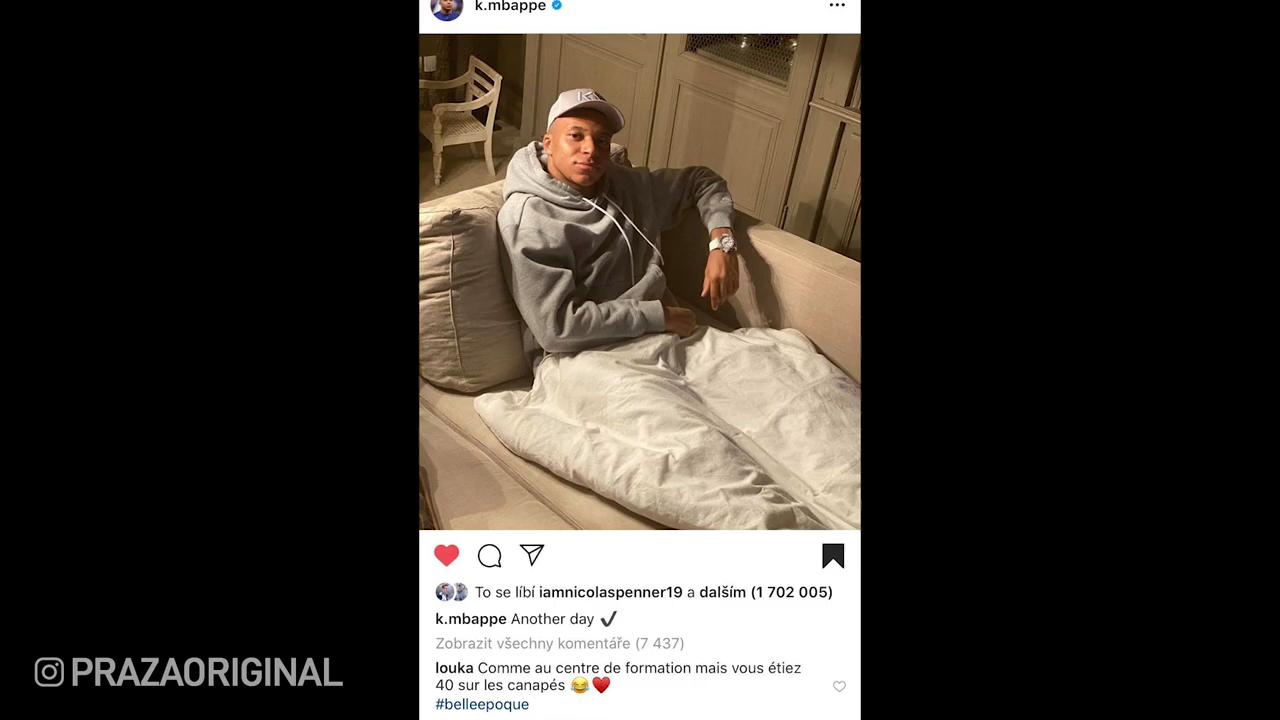 k.mbappe
To se líbí iamnicolaspenner19 a dalším (1 702 005)
k.mbappe Another day ✔️
Zobrazit všechny komentáře (7 437)
louka Comme au centre de formation mais vous étiez
40 sur les canapés 😂❤️
#belleepoque
PRAZAORIGINAL